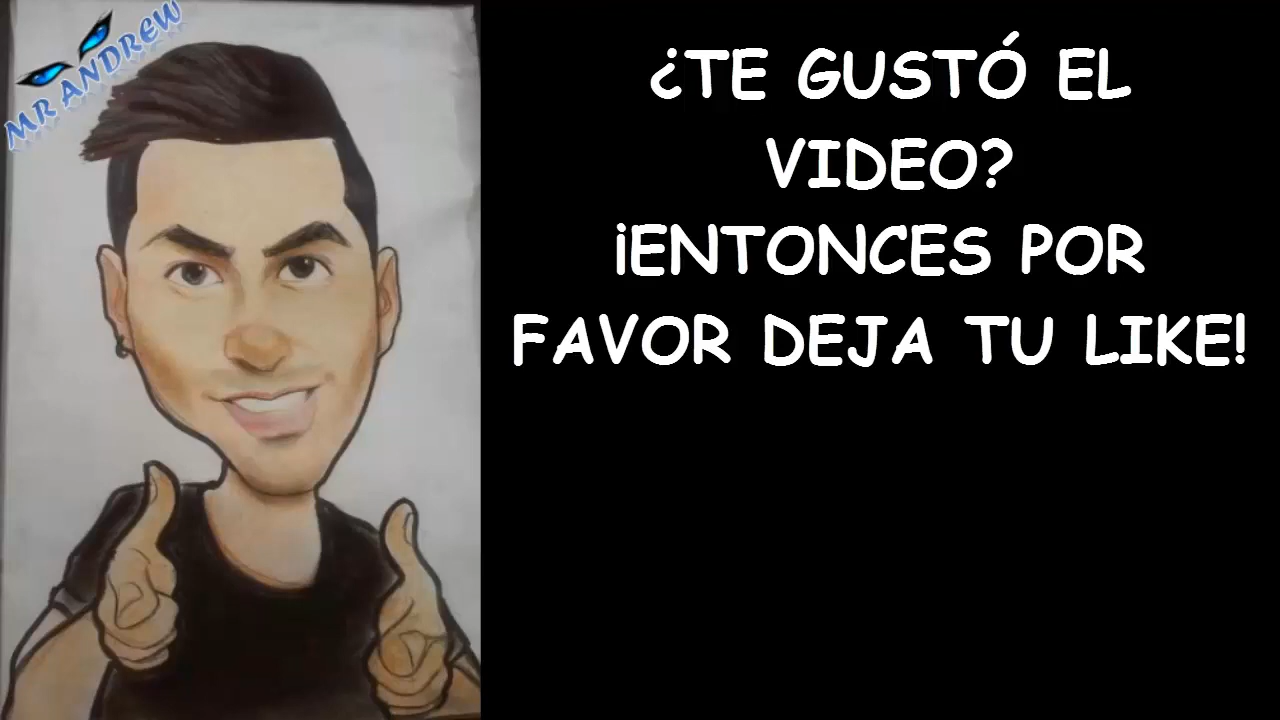 MR ANDREW
¿TE GUSTÓ EL
VIDEO?
¡ENTONCES POR
FAVOR DEJA TU LIKE!